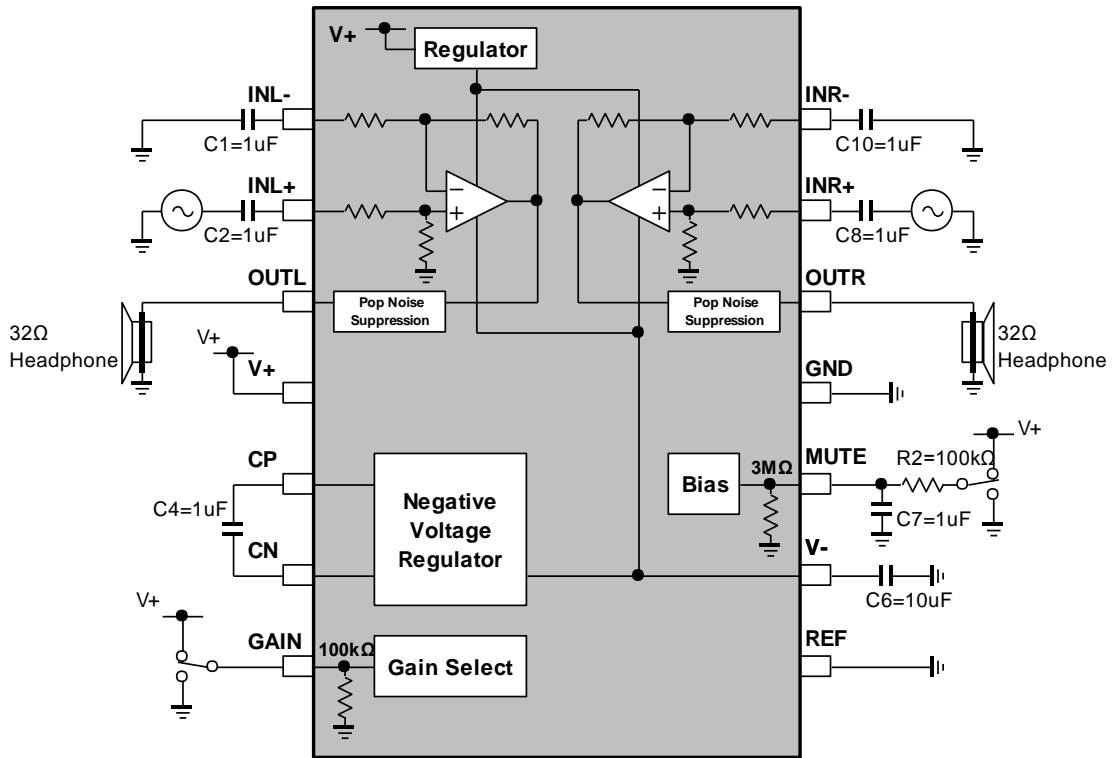 V+
Regulator
INL-
INR-
C1=1uF
C10=1uF
INL+
INR+
−
−
+
+
C2=1uF
C8=1uF
OUTL
OUTR
Pop Noise
Suppression
Pop Noise
Suppression
32Ω
Headphone
32Ω
Headphone
V+
V+
GND
V+
CP
MUTE
R2=100kΩ
3MΩ
Bias
C4=1uF
Negative
Voltage
Regulator
C7=1uF
CN
V-
C6=10uF
V+
GAIN
REF
100kΩ
Gain Select